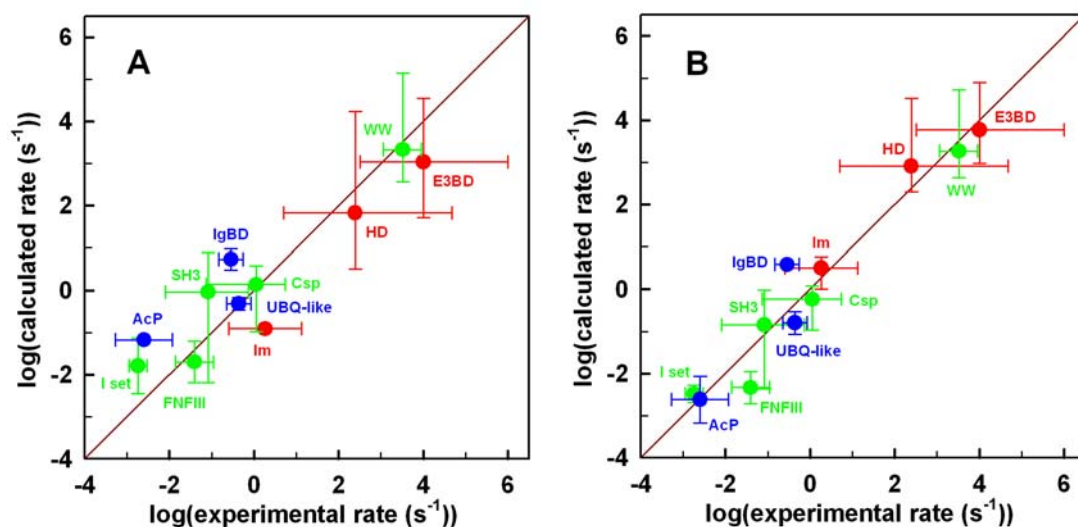 A
log(calculated rate (s⁻¹))
6
4
2
0
-2
-4
WW
E3BD
HD
IgBD
SH3
Csp
UBQ-like
AcP
Im
I set
FNFIII
-4 -2 0 2 4 6
log(experimental rate (s⁻¹))
B
log(calculated rate (s⁻¹))
6
4
2
0
-2
-4
E3BD
HD
WW
Im
IgBD
SH3
Csp
UBQ-like
I set
FNFIII
AcP
-4 -2 0 2 4 6
log(experimental rate (s⁻¹))